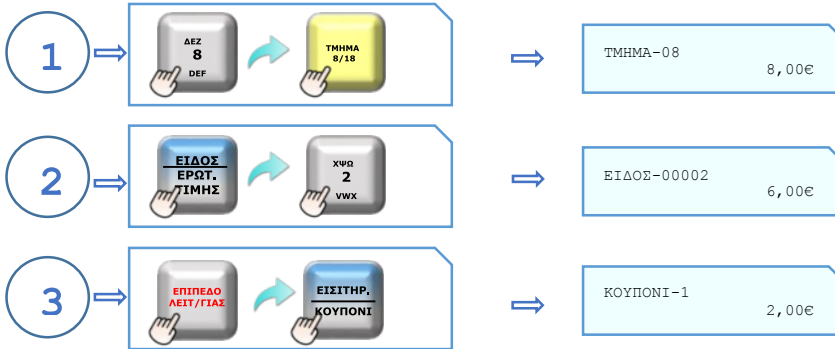 1
ΔΕΖ
8
DEF
ΤΜΗΜΑ
8/18
ΤΜΗΜΑ-08
8,00€
2
ΕΙΔΟΣ
ΕΡΩΤ.
ΤΙΜΗΣ
ΧΨΩ
2
VWX
ΕΙΔΟΣ-00002
6,00€
3
ΕΠΙΠΕΔΟ
ΛΕΙΤ/ΓΙΑΣ
ΕΙΣΙΤΗΡ.
ΚΟΥΠΟΝΙ
ΚΟΥΠΟΝΙ-1
2,00€